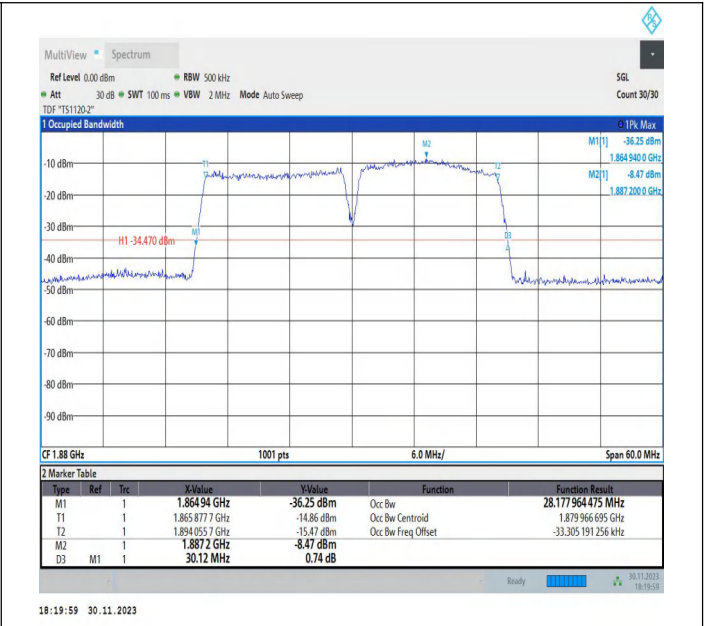 MultiView Spectrum
Ref Level 0.00 dBm RBW 500 kHz SGL
Att 30 dB SWT 100 ms VBW 2 MHz Mode Auto Sweep Count 30/30
TDF "TS1120-2"
1 Occupied Bandwidth 1Pk Max
M1[1] -36.25 dBm
1.864 940 0 GHz
M2[1] -8.47 dBm
1.887 200 0 GHz
M2
T1
T2
-10 dBm
-20 dBm
-30 dBm
M1
D3
H1 -34.470 dBm
-40 dBm
-50 dBm
-60 dBm
-70 dBm
-80 dBm
-90 dBm
CF 1.88 GHz 1001 pts 6.0 MHz/ Span 60.0 MHz
2 Marker Table
Type Ref Trc X-Value Y-Value Function Function Result
M1 1 1.864 94 GHz -36.25 dBm Occ Bw 28.177 964 475 MHz
T1 1 1.865 877 7 GHz -14.86 dBm Occ Bw Centroid 1.879 966 695 GHz
T2 1 1.894 055 7 GHz -15.47 dBm Occ Bw Freq Offset -33.305 191 256 kHz
M2 1 1.887 2 GHz -8.47 dBm
D3 M1 1 30.12 MHz 0.74 dB
Ready 30.11.2023
18:19:59
18:19:59 30.11.2023